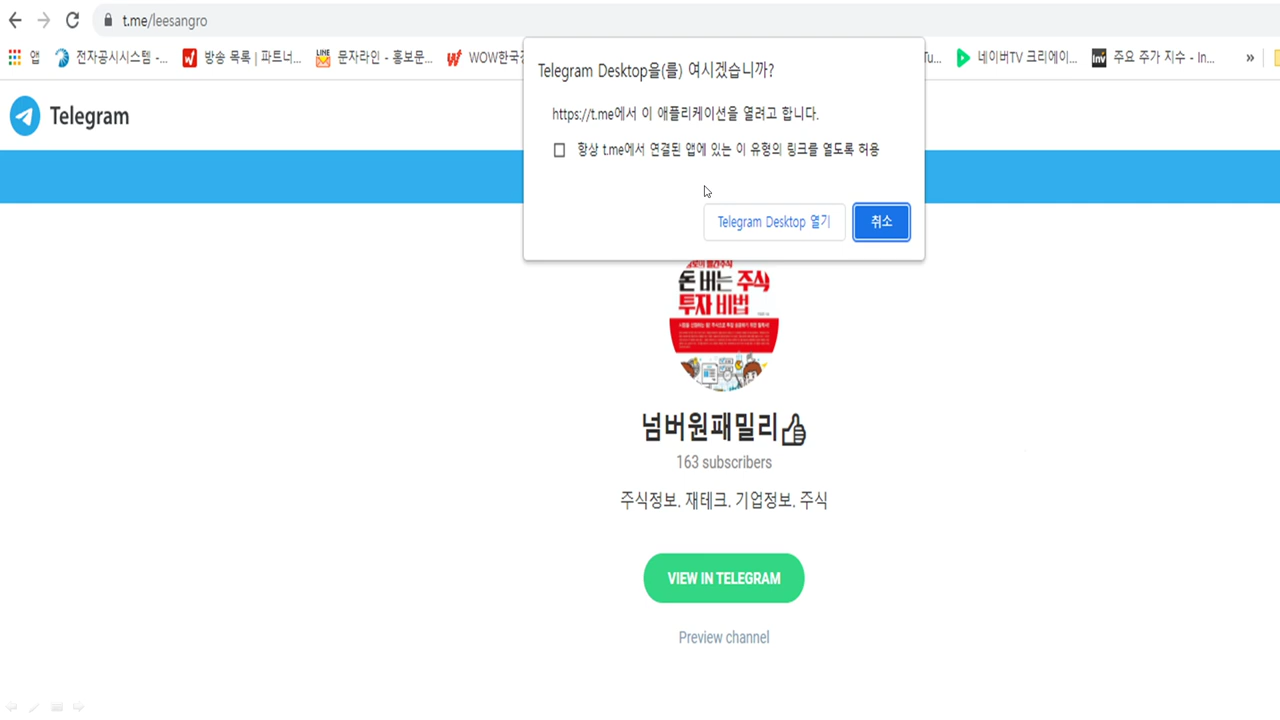 t.me/leesangro
앱
전자공시시스템 -...
방송 목록 | 파트너...
LINE
문자라인 - 홍보문...
WOW한국경
Tu...
네이버TV 크리에이...
Inv
주요 주가 지수 - In...
»
Telegram Desktop을(를) 여시겠습니까?
https://t.me에서 이 애플리케이션을 열려고 합니다.
항상 t.me에서 연결된 앱에 있는 이 유형의 링크를 열도록 허용
Telegram Desktop 열기
취소
Telegram
돈 버는 주식
투자 비법
넘버원패밀리👍
163 subscribers
주식정보. 재테크. 기업정보. 주식
VIEW IN TELEGRAM
Preview channel